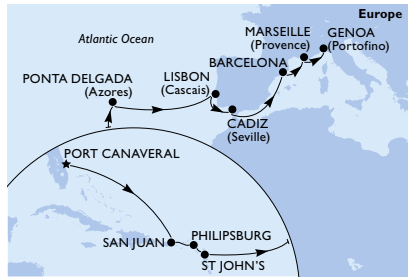 Europe
Atlantic Ocean
MARSEILLE
(Provence)
GENOA
(Portofino)
BARCELONA
LISBON
(Cascais)
PONTA DELGADA
(Azores)
CADIZ
(Seville)
PORT CANAVERAL
SAN JUAN
PHILIPSBURG
ST JOHN'S